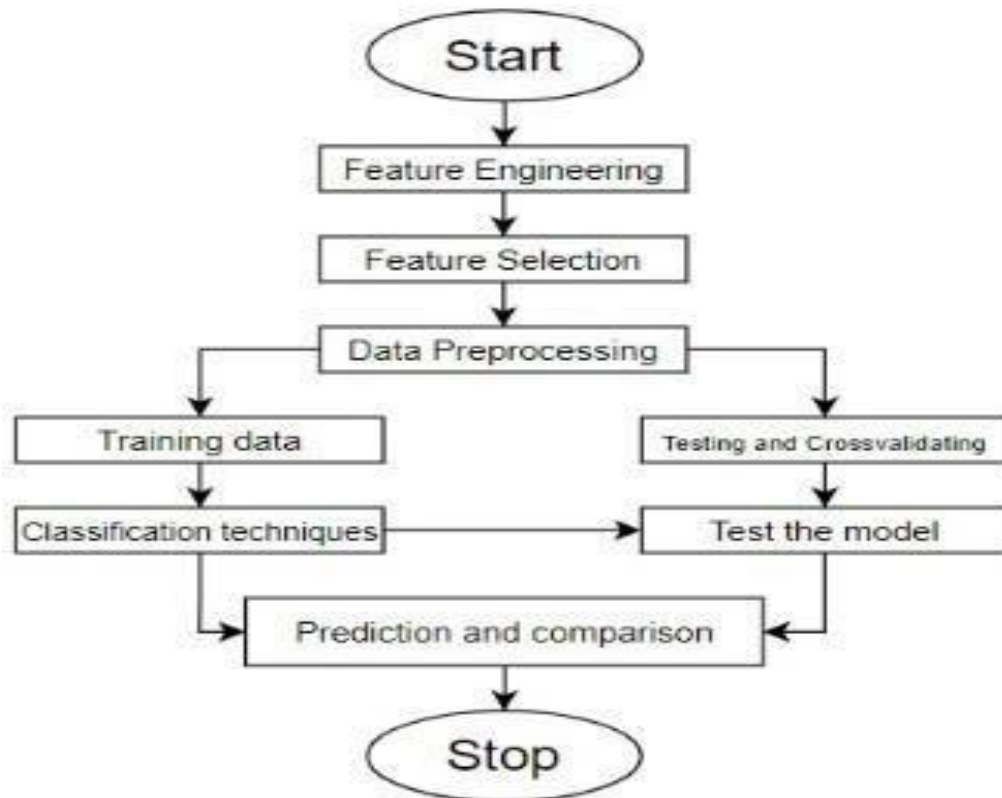 Start
Feature Engineering
Feature Selection
Data Preprocessing
Training data
Testing and Crossvalidating
Classification techniques
Test the model
Prediction and comparison
Stop